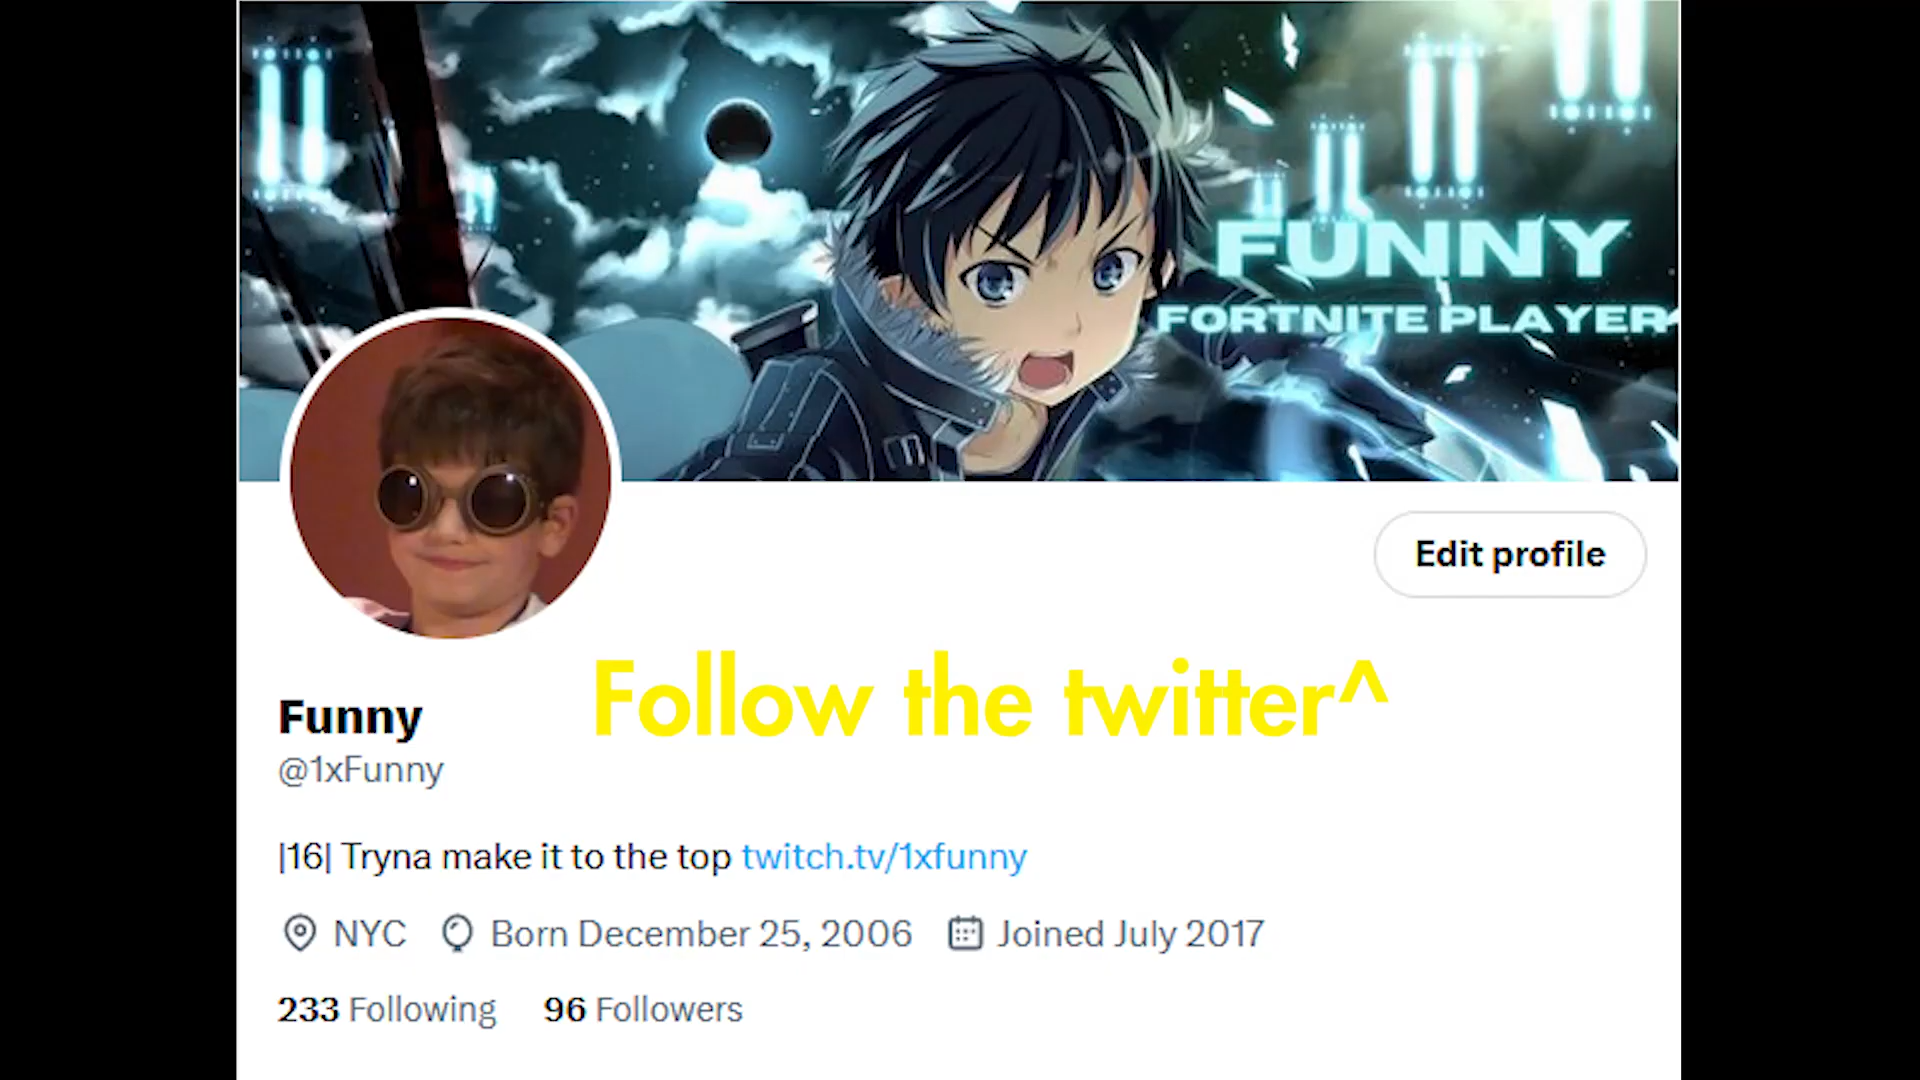 FUNNY
FORTNITE PLAYER
Edit profile
Follow the twitter^
Funny
@1xFunny
|16| Tryna make it to the top twitch.tv/1xfunny
NYC Born December 25, 2006 Joined July 2017
233 Following 96 Followers